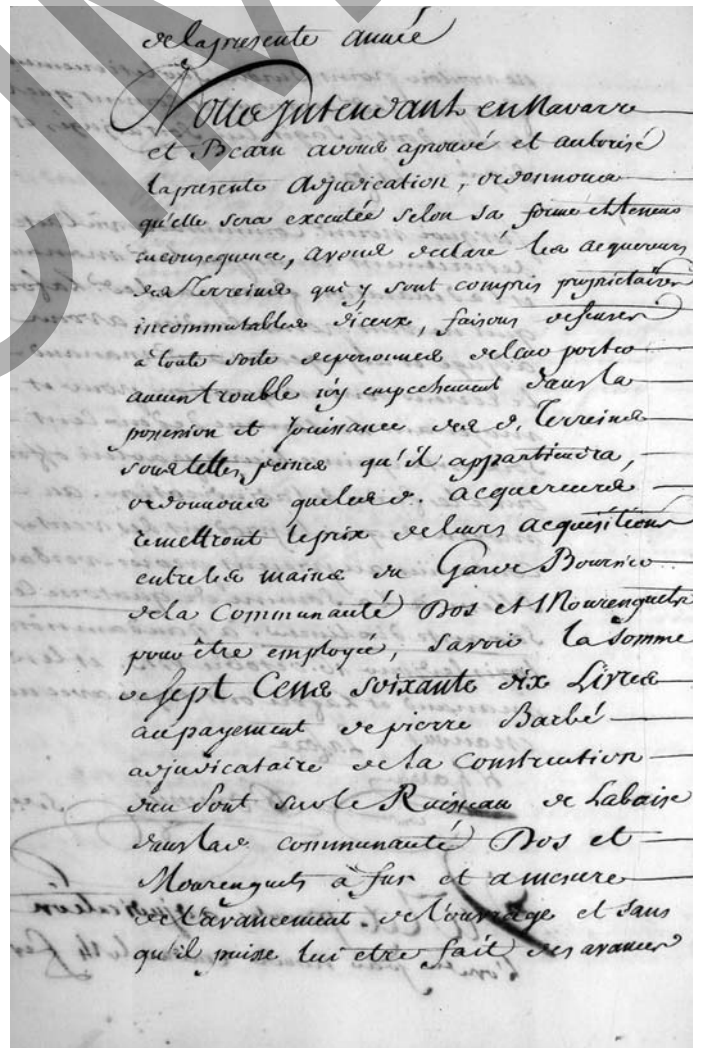 de la presente année
Nous Intendant en Navarre
et Bearn avons aprouvé et autorisé
la presente Adjudication, ordonnons
qu'elle sera executée selon sa forme et teneur
en consequence, avons declaré les acquereurs
des Terreins qui y sont compris proprietaires
incommutables d'iceux, faisons defenses
à toute sorte de personnes de leur porter
aucun trouble ny empechement dans la
possession et Jouissance des d. Terreins
sous telles peines qu'il appartiendra,
ordonnons que les d. acquereurs
remettront le prix de leurs acquisitions
entre les mains du Garde Boursier
de la Communauté Dos et Mourenguets
pour être employée, Savoir la Somme
de Sept Cens soixante dix Livres
au payement de pierre Barbé
adjudicataire de la Construction
du Pont sur le Ruisseau de Labaise
dans la d. communauté Dos et
Mourenguets à fur et a mesure
de l'avancement de l'ouvrage et sans
qu'il puisse lui etre fait des avances